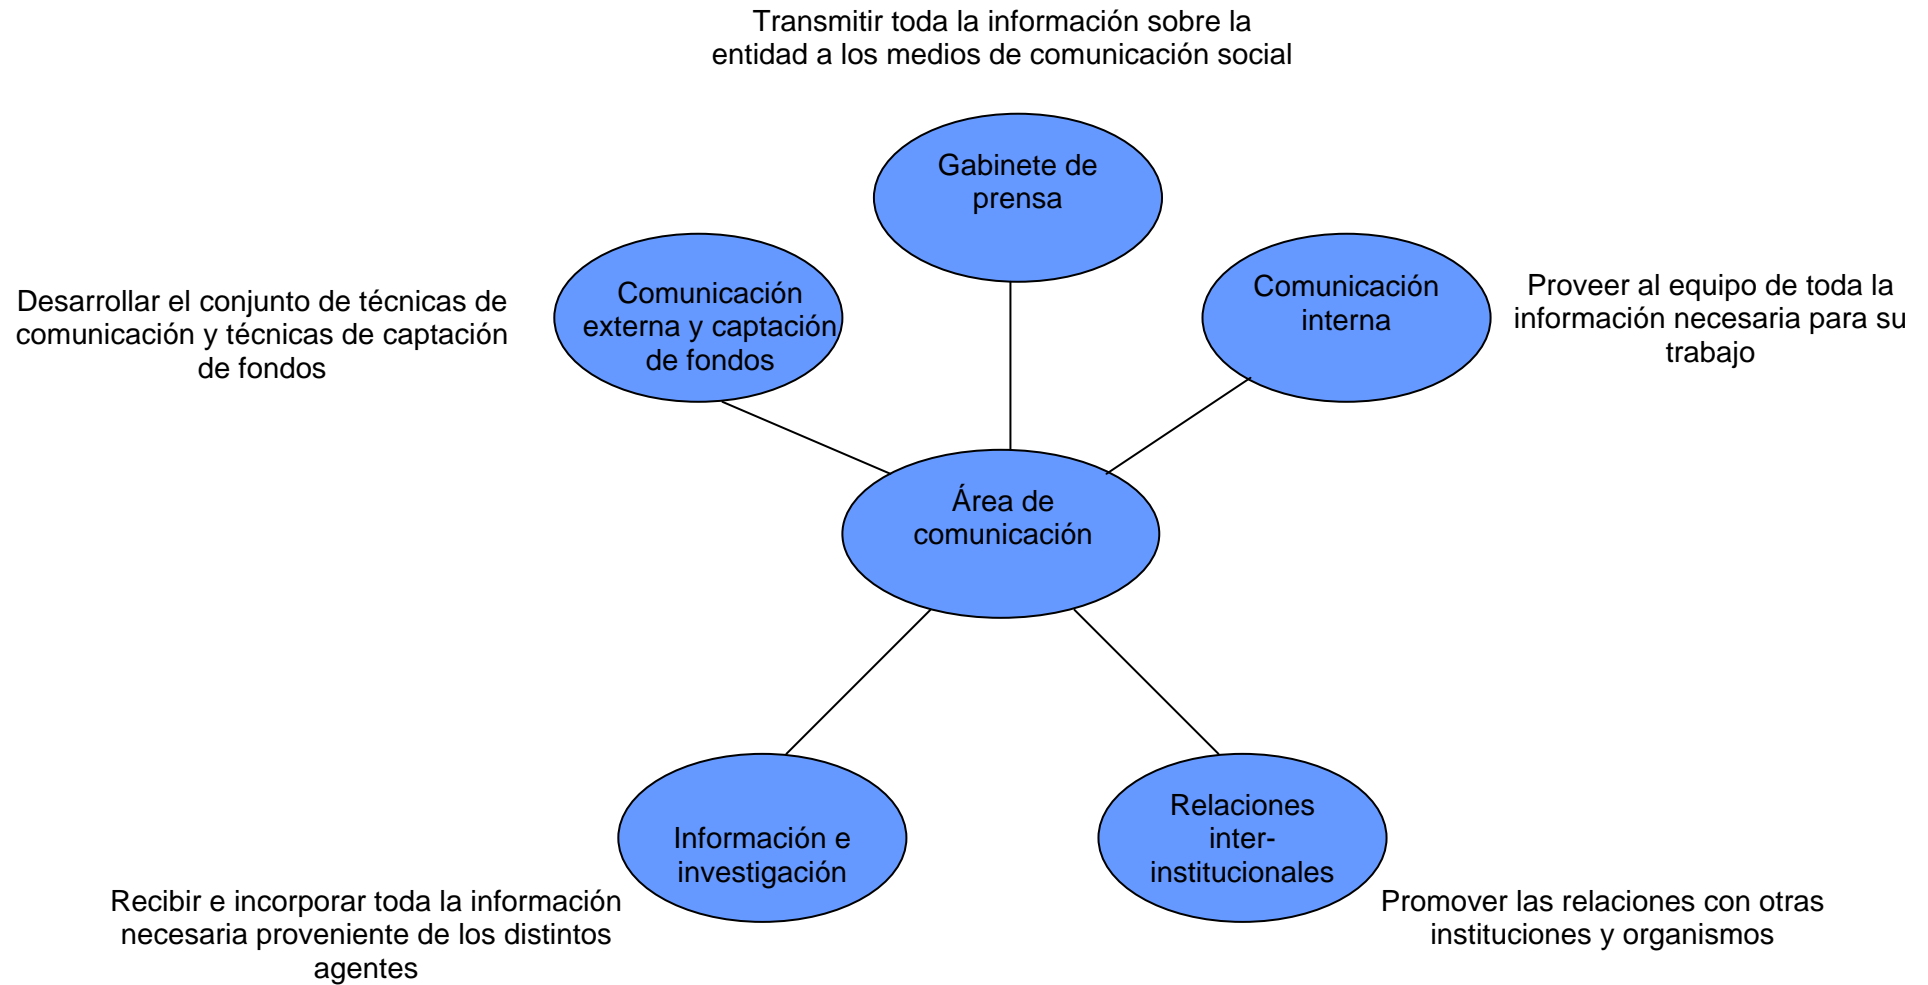 Transmitir toda la información sobre la
entidad a los medios de comunicación social
Gabinete de
prensa
Desarrollar el conjunto de técnicas de
comunicación y técnicas de captación
de fondos
Comunicación
externa y captación
de fondos
Comunicación
interna
Proveer al equipo de toda la
información necesaria para su
trabajo
Área de
comunicación
Información e
investigación
Recibir e incorporar toda la información
necesaria proveniente de los distintos
agentes
Relaciones
inter-
institucionales
Promover las relaciones con otras
instituciones y organismos